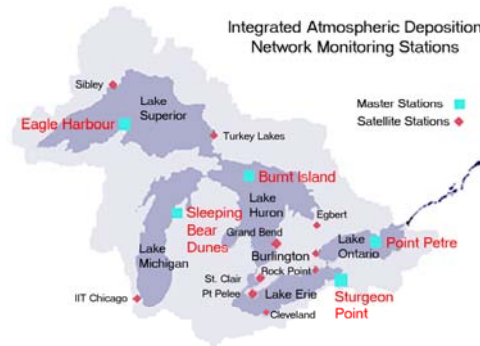 Integrated Atmospheric Deposition
Network Monitoring Stations
Sibley
Lake
Superior
Master Stations
Eagle Harbour
Satellite Stations
Turkey Lakes
Burnt Island
Sleeping
Bear
Dunes
Lake
Huron
Egbert
Grand Bend
Lake
Michigan
Burlington
Lake
Ontario
Point Petre
St. Clair
Rock Point
IIT Chicago
Pt Pelee
Lake Erie
Sturgeon
Point
Cleveland